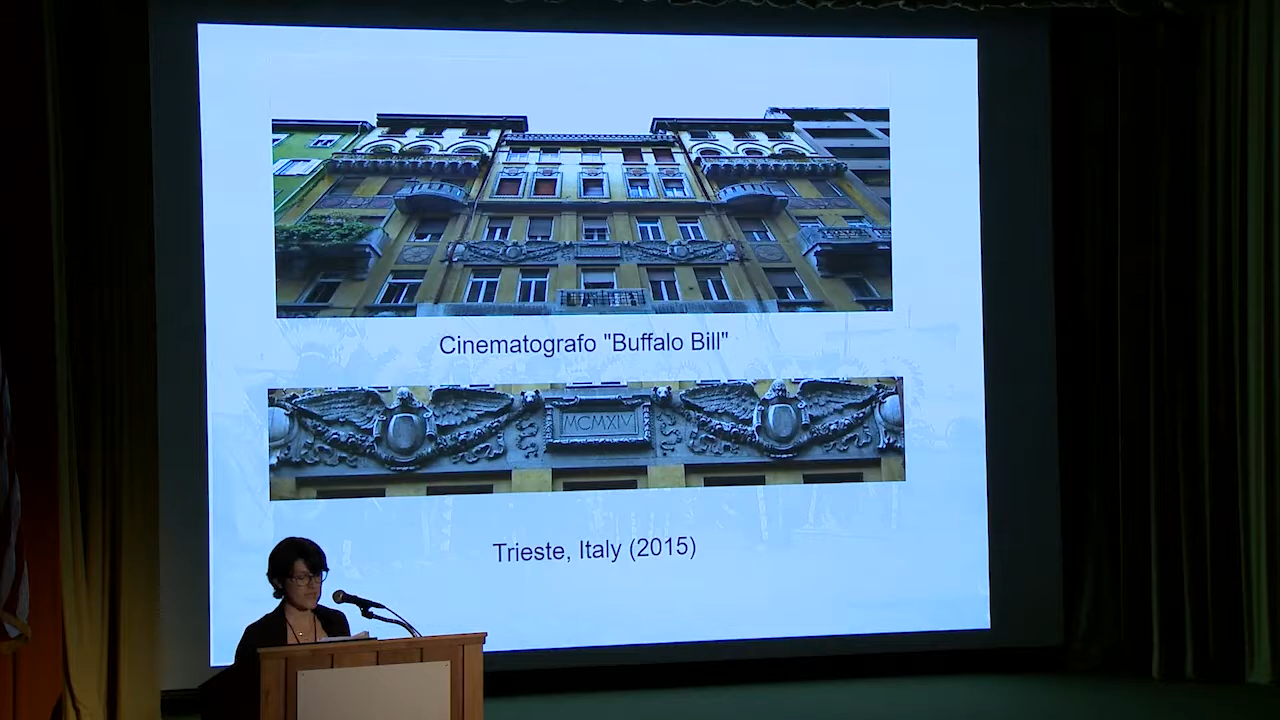 Cinematografo "Buffalo Bill"
MCMXIV
Trieste, Italy (2015)